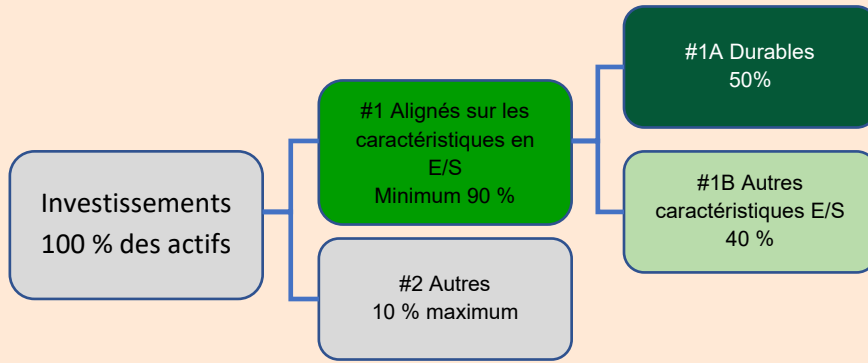 Investissements
100 % des actifs
#1 Alignés sur les
caractéristiques en
E/S
Minimum 90 %
#2 Autres
10 % maximum
#1A Durables
50%
#1B Autres
caractéristiques E/S
40 %